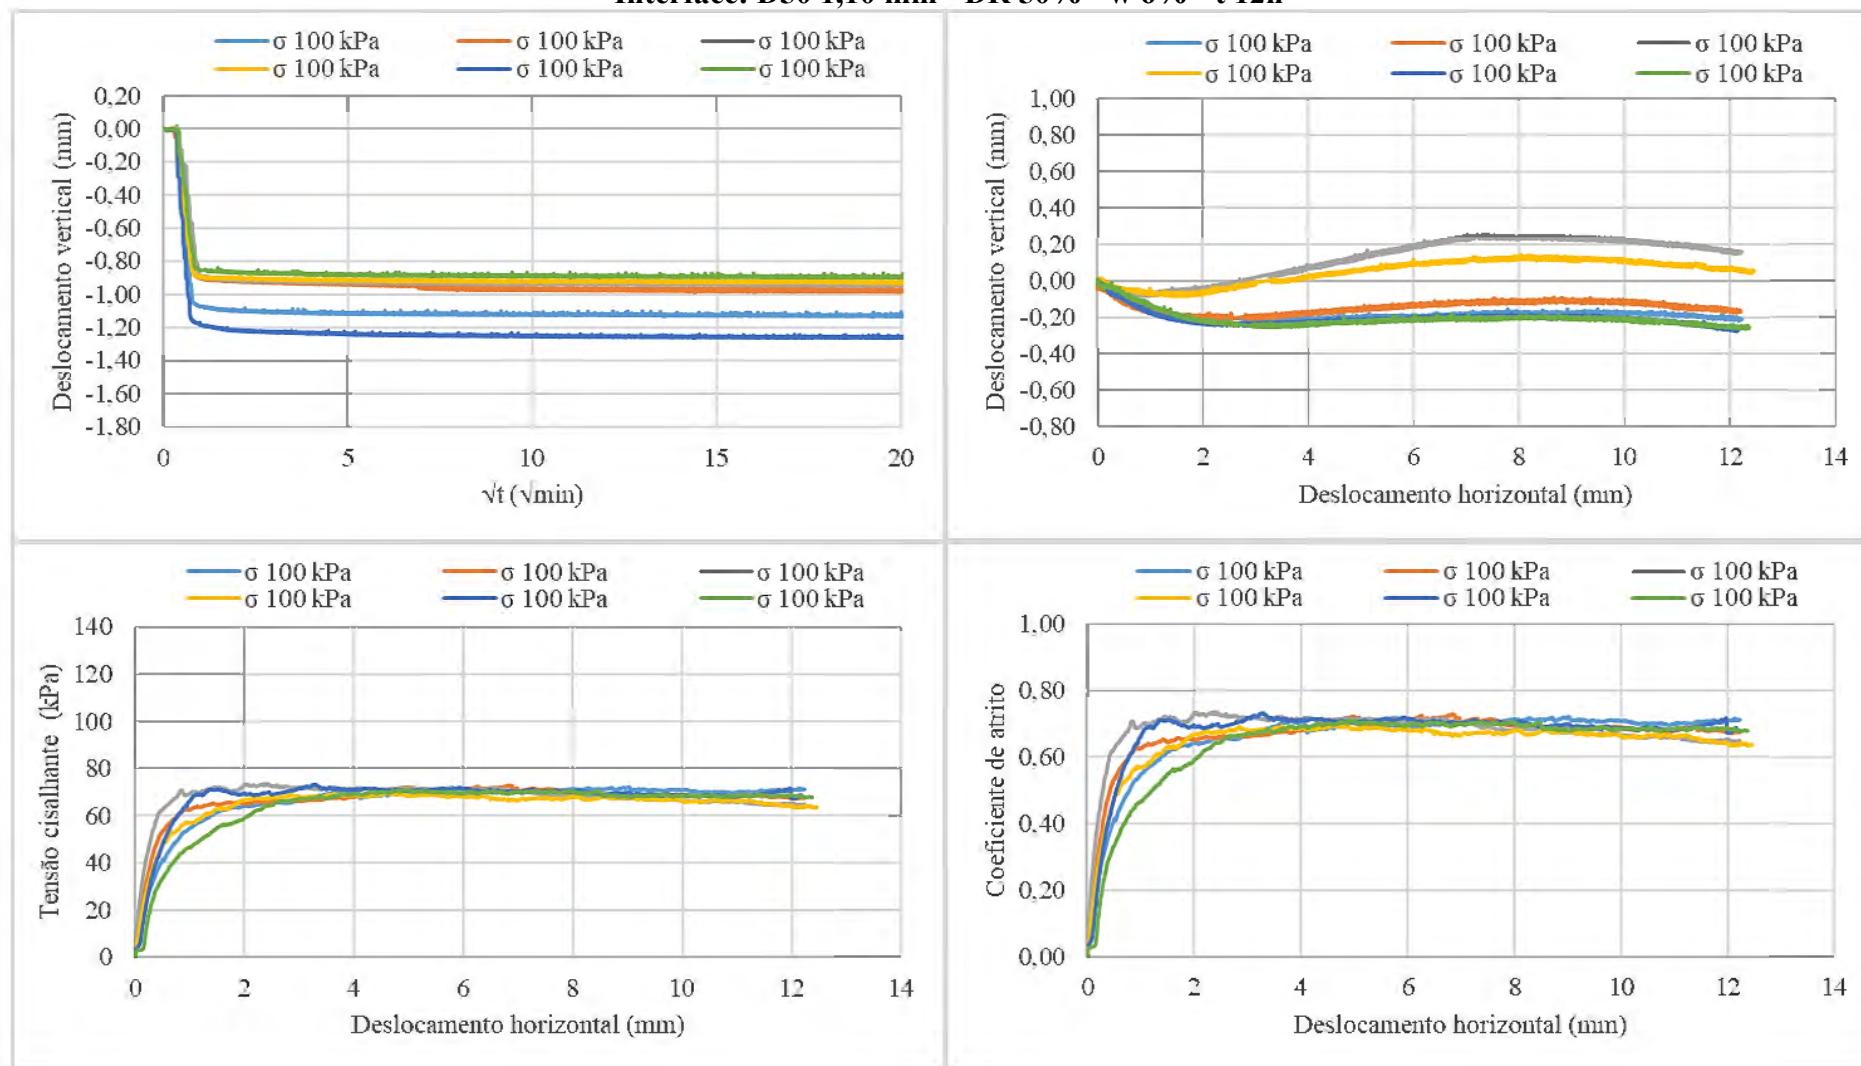 σ 100 kPa σ 100 kPa σ 100 kPa
σ 100 kPa σ 100 kPa σ 100 kPa
0,20
0,00
-0,20
-0,40
-0,60
-0,80
-1,00
-1,20
-1,40
-1,60
-1,80
Deslocamento vertical (mm)
0 5 10 15 20
√t (√min)
σ 100 kPa σ 100 kPa σ 100 kPa
σ 100 kPa σ 100 kPa σ 100 kPa
1,00
0,80
0,60
0,40
0,20
0,00
-0,20
-0,40
-0,60
-0,80
Deslocamento vertical (mm)
0 2 4 6 8 10 12 14
Deslocamento horizontal (mm)
σ 100 kPa σ 100 kPa σ 100 kPa
σ 100 kPa σ 100 kPa σ 100 kPa
140
120
100
80
60
40
20
0
Tensão cisalhante (kPa)
0 2 4 6 8 10 12 14
Deslocamento horizontal (mm)
σ 100 kPa σ 100 kPa σ 100 kPa
σ 100 kPa σ 100 kPa σ 100 kPa
1,00
0,80
0,60
0,40
0,20
0,00
Coeficiente de atrito
0 2 4 6 8 10 12 14
Deslocamento horizontal (mm)